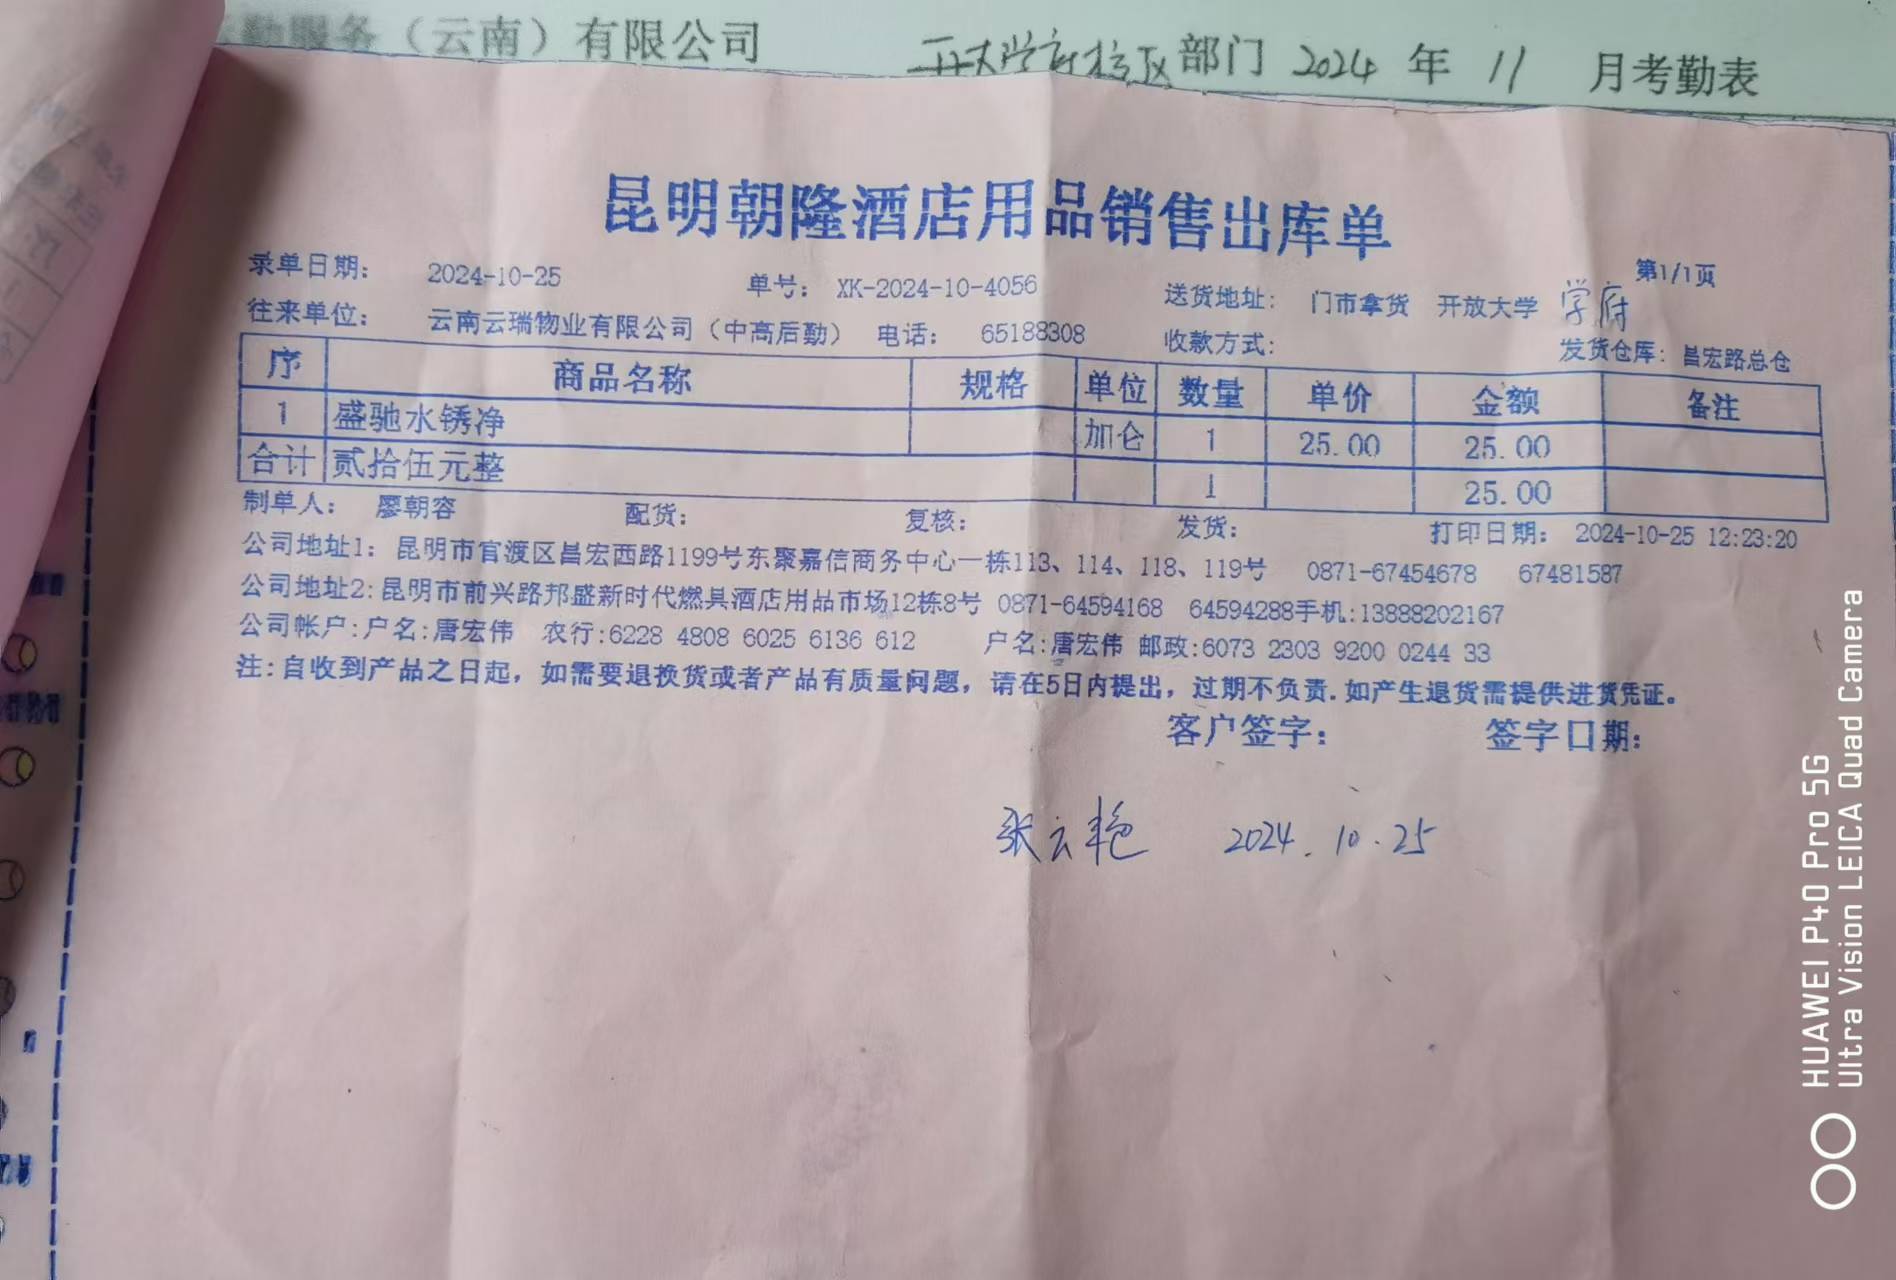 勤服务（云南）有限公司 开大学府校区部门 2024 年 11 月考勤表
昆明朝隆酒店用品销售出库单
第1/1页
录单日期： 2024-10-25 单号： XK-2024-10-4056 送货地址： 门市拿货 开放大学 学府
往来单位： 云南云瑞物业有限公司（中高后勤） 电话： 65188308 收款方式： 发货仓库：昌宏路总仓
序 商品名称 规格 单位 数量 单价 金额 备注
1 盛驰水锈净 加仑 1 25.00 25.00
合计 贰拾伍元整 1 25.00
制单人： 廖朝容 配货： 复核： 发货： 打印日期： 2024-10-25 12:23:20
公司地址1： 昆明市官渡区昌宏西路1199号东聚嘉信商务中心一栋113、114、118、119号 0871-67454678 67481587
公司地址2:昆明市前兴路邦盛新时代燃具酒店用品市场12栋8号 0871-64594168 64594288手机:13888202167
公司帐户:户名:唐宏伟 农行:6228 4808 6025 6136 612 户名:唐宏伟 邮政:6073 2303 9200 0244 33
注:自收到产品之日起，如需要退换货或者产品有质量问题，请在5日内提出，过期不负责.如产生退货需提供进货凭证。
客户签字： 签字日期：
张云艳 2024.10.25
HUAWEI P40 Pro 5G
Ultra Vision LEICA Quad Camera